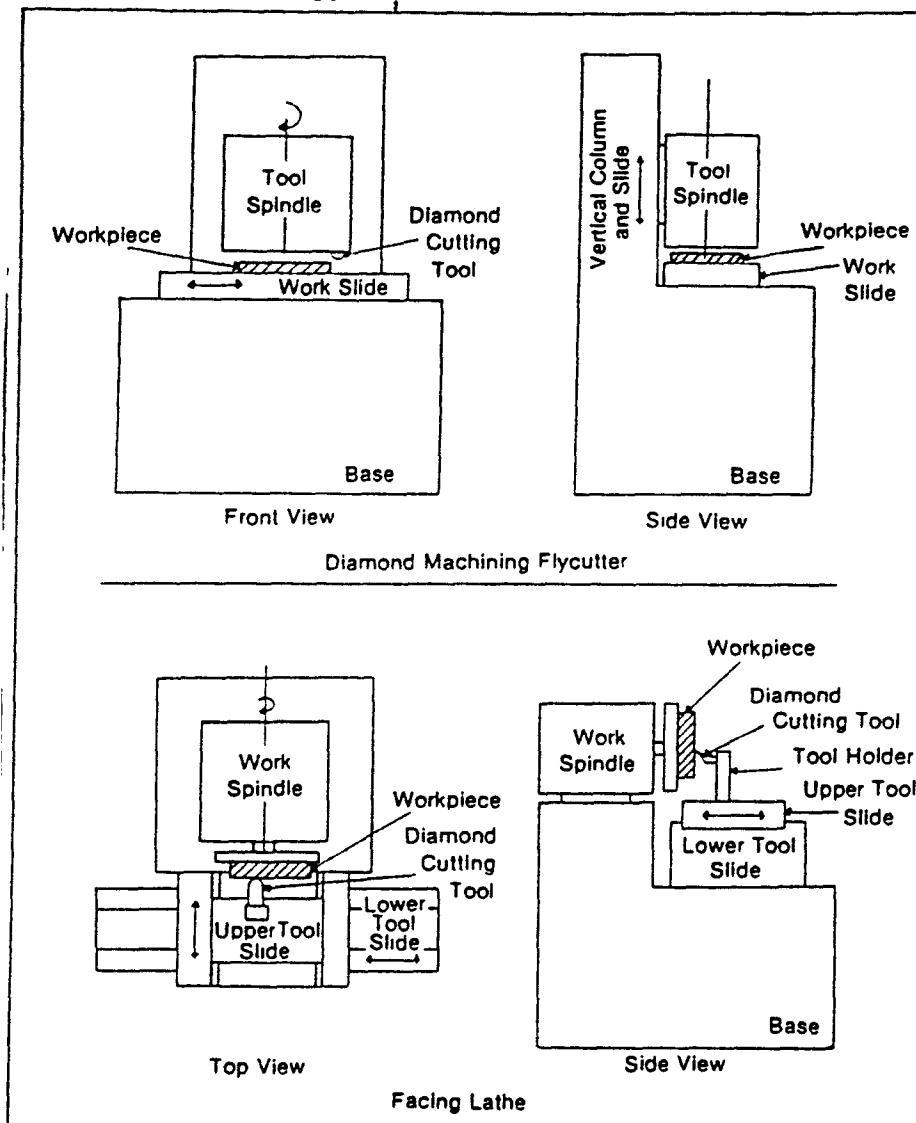 Tool
Spindle
Workpiece
Diamond
Cutting
Tool
Work Slide
Base
Front View
Vertical Column
and Slide
Tool
Spindle
Workpiece
Work
Slide
Base
Side View
Diamond Machining Flycutter
Work
Spindle
Workpiece
Diamond
Cutting
Tool
Upper Tool
Slide
Lower
Tool
Slide
Top View
Workpiece
Diamond
Cutting Tool
Tool Holder
Upper Tool
Slide
Work
Spindle
Lower Tool
Slide
Base
Side View
Facing Lathe